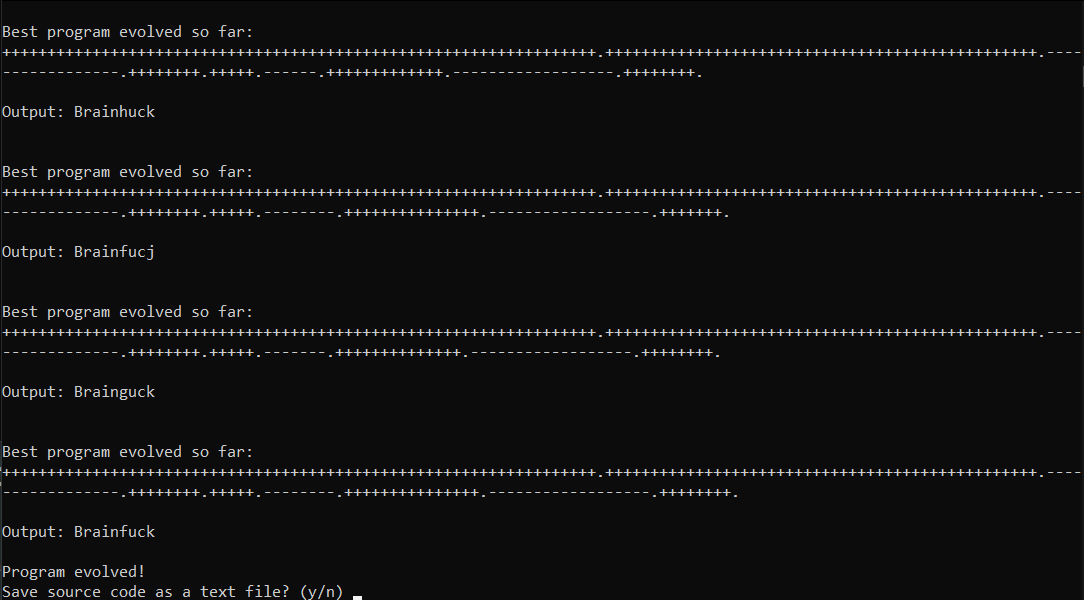 Best program evolved so far:
++++++++++++++++++++++++++++++++++++++++++++++++++++++++++++++++++.++++++++++++++++++++++++++++++++++++++++++++++++.----
-------------.++++++++.+++++.------.+++++++++++++.------------------.++++++++.
Output: Brainhuck
Best program evolved so far:
++++++++++++++++++++++++++++++++++++++++++++++++++++++++++++++++++.++++++++++++++++++++++++++++++++++++++++++++++++.----
-------------.++++++++.+++++.--------.+++++++++++++++.------------------.+++++++.
Output: Brainfucj
Best program evolved so far:
++++++++++++++++++++++++++++++++++++++++++++++++++++++++++++++++++.++++++++++++++++++++++++++++++++++++++++++++++++.----
-------------.++++++++.+++++.-------.++++++++++++++.------------------.++++++++.
Output: Brainguck
Best program evolved so far:
++++++++++++++++++++++++++++++++++++++++++++++++++++++++++++++++++.++++++++++++++++++++++++++++++++++++++++++++++++.----
-------------.++++++++.+++++.--------.+++++++++++++++.------------------.++++++++.
Output: Brainfuck
Program evolved!
Save source code as a text file? (y/n)